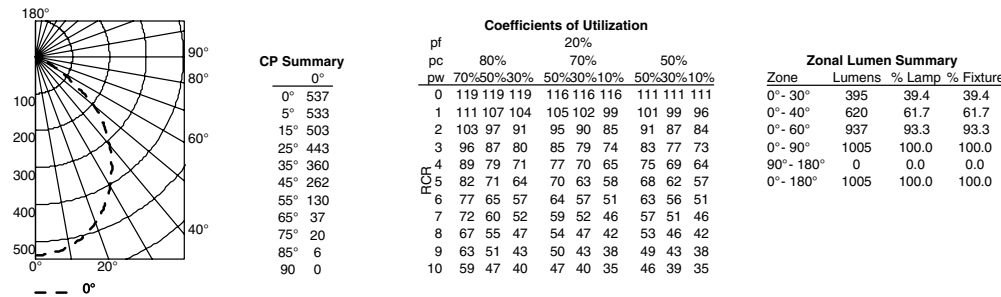 180°
90°
80°
60°
40°
100
200
300
400
500
0° 20°
0°
CP Summary
0°
0° 537
5° 533
15° 503
25° 443
35° 360
45° 262
55° 130
65° 37
75° 20
85° 6
90 0
Coefficients of Utilization
pf 20%
pc 80% 70% 50%
pw 70%50%30% 50%30%10% 50%30%10%
RCR
0 119 119 119 116 116 116 111 111 111
1 111 107 104 105 102 99 101 99 96
2 103 97 91 95 90 85 91 87 84
3 96 87 80 85 79 74 83 77 73
4 89 79 71 77 70 65 75 69 64
5 82 71 64 70 63 58 68 62 57
6 77 65 57 64 57 51 63 56 51
7 72 60 52 59 52 46 57 51 46
8 67 55 47 54 47 42 53 46 42
9 63 51 43 50 43 38 49 43 38
10 59 47 40 47 40 35 46 39 35
Zonal Lumen Summary
Zone Lumens % Lamp % Fixture
0°- 30° 395 39.4 39.4
0°- 40° 620 61.7 61.7
0°- 60° 937 93.3 93.3
0°- 90° 1005 100.0 100.0
90°- 180° 0 0.0 0.0
0°- 180° 1005 100.0 100.0